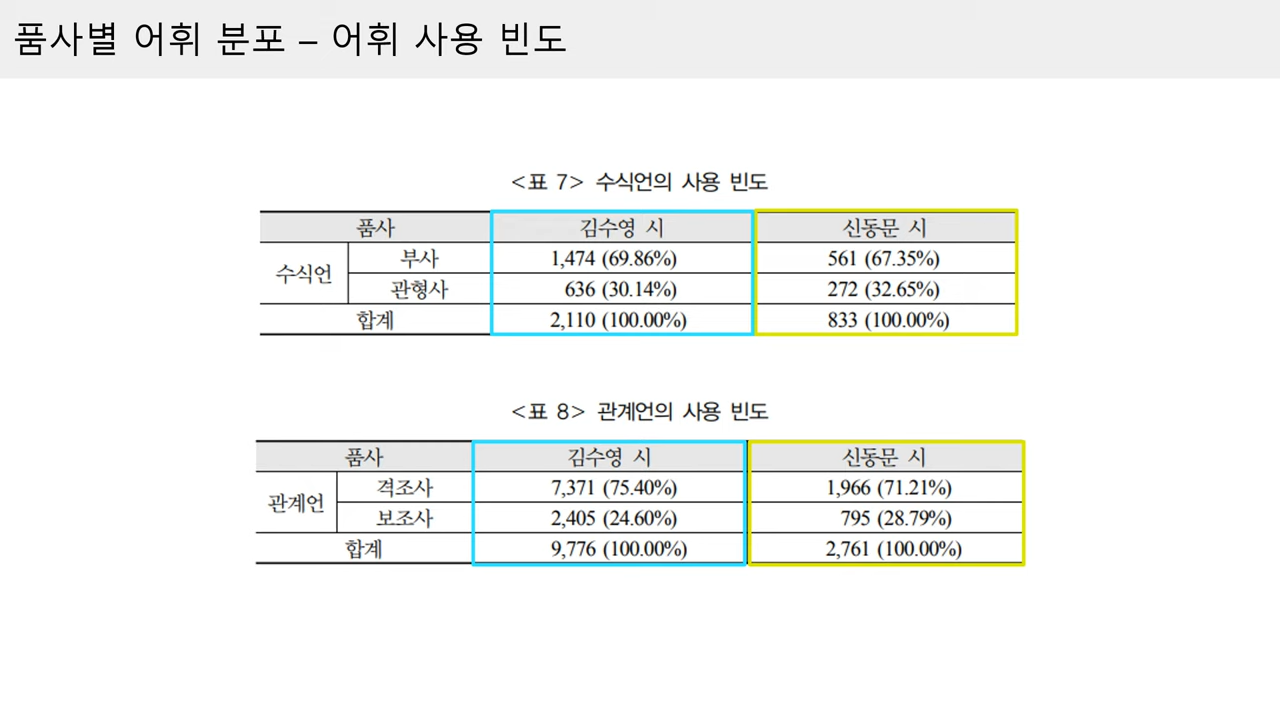 품사별 어휘 분포 – 어휘 사용 빈도
<표 7> 수식언의 사용 빈도
품사 김수영 시 신동문 시
수식언 부사 1,474 (69.86%) 561 (67.35%)
관형사 636 (30.14%) 272 (32.65%)
합계 2,110 (100.00%) 833 (100.00%)
<표 8> 관계언의 사용 빈도
품사 김수영 시 신동문 시
관계언 격조사 7,371 (75.40%) 1,966 (71.21%)
보조사 2,405 (24.60%) 795 (28.79%)
합계 9,776 (100.00%) 2,761 (100.00%)